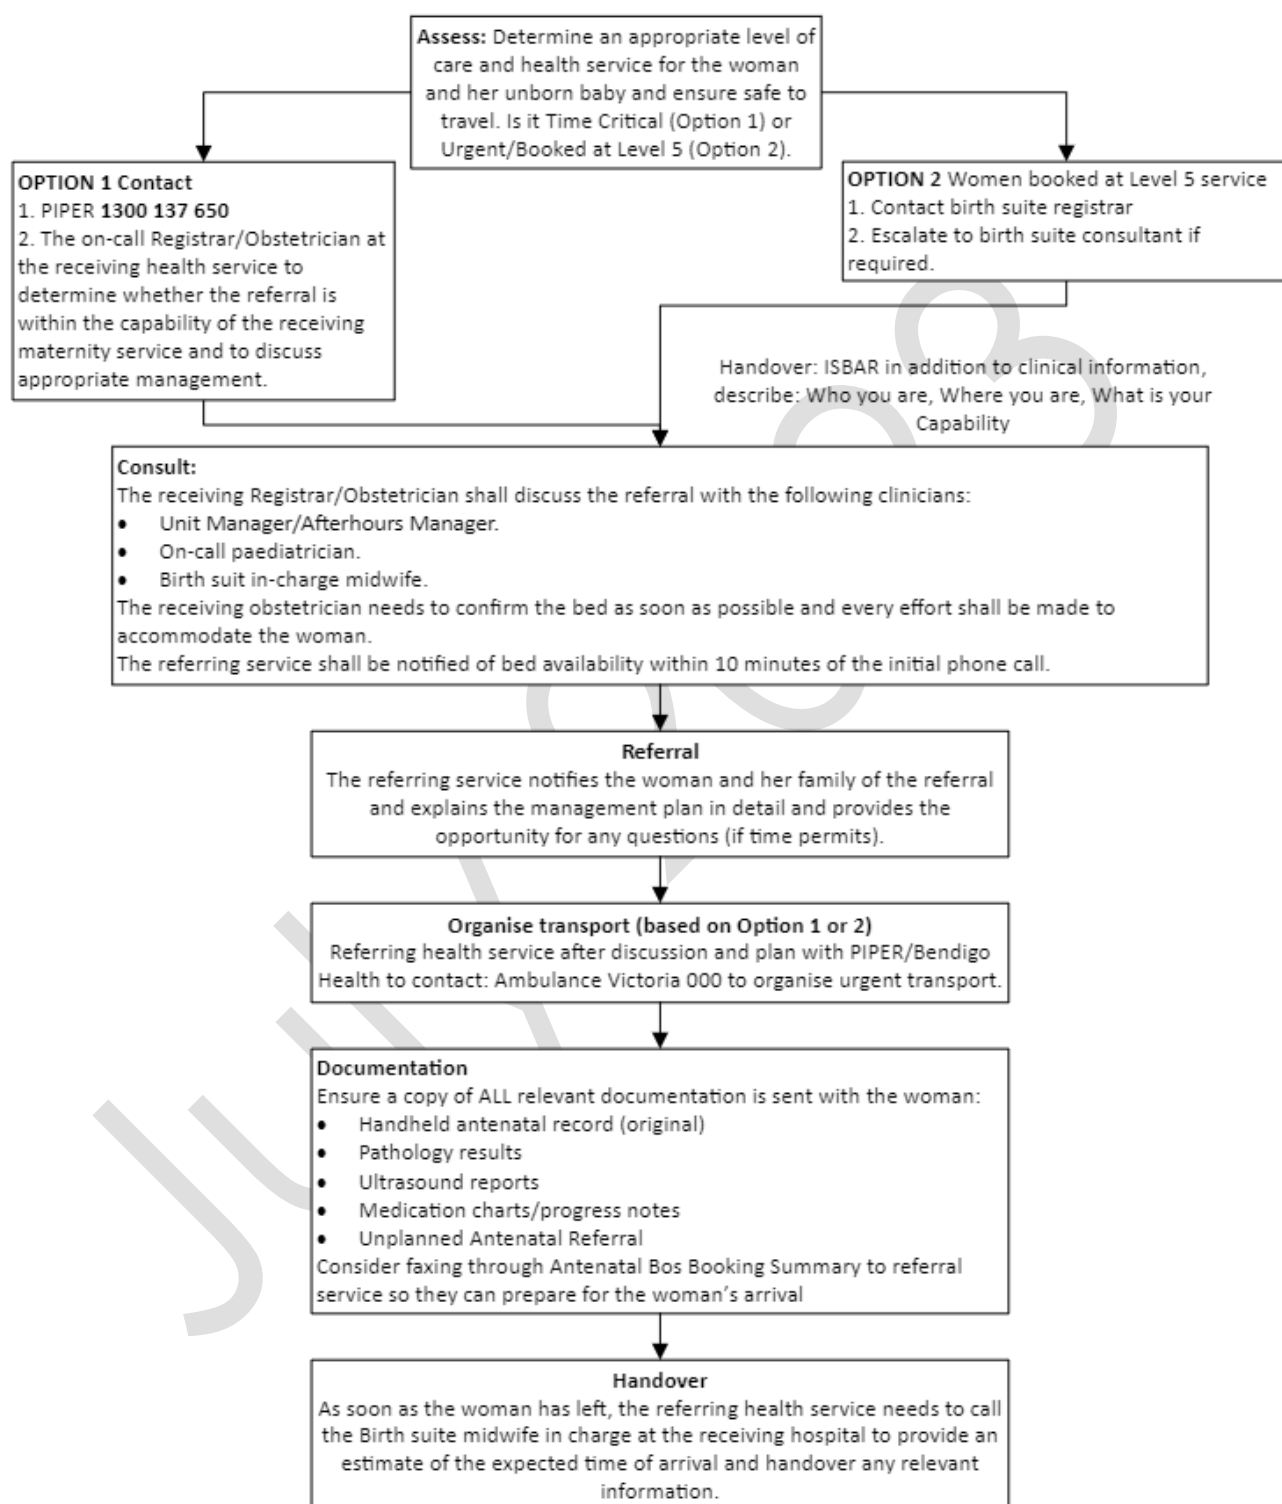 Assess: Determine an appropriate level of
care and health service for the woman
and her unborn baby and ensure safe to
travel. Is it Time Critical (Option 1) or
Urgent/Booked at Level 5 (Option 2).
OPTION 1 Contact
1. PIPER 1300 137 650
2. The on-call Registrar/Obstetrician at
the receiving health service to
determine whether the referral is
within the capability of the receiving
maternity service and to discuss
appropriate management.
OPTION 2 Women booked at Level 5 service
1. Contact birth suite registrar
2. Escalate to birth suite consultant if
required.
Handover: ISBAR in addition to clinical information,
describe: Who you are, Where you are, What is your
Capability
Consult:
The receiving Registrar/Obstetrician shall discuss the referral with the following clinicians:
• Unit Manager/Afterhours Manager.
• On-call paediatrician.
• Birth suit in-charge midwife.
The receiving obstetrician needs to confirm the bed as soon as possible and every effort shall be made to
accommodate the woman.
The referring service shall be notified of bed availability within 10 minutes of the initial phone call.
Referral
The referring service notifies the woman and her family of the referral
and explains the management plan in detail and provides the
opportunity for any questions (if time permits).
Organise transport (based on Option 1 or 2)
Referring health service after discussion and plan with PIPER/Bendigo
Health to contact: Ambulance Victoria 000 to organise urgent transport.
Documentation
Ensure a copy of ALL relevant documentation is sent with the woman:
• Handheld antenatal record (original)
• Pathology results
• Ultrasound reports
• Medication charts/progress notes
• Unplanned Antenatal Referral
Consider faxing through Antenatal Bos Booking Summary to referral
service so they can prepare for the woman's arrival
Handover
As soon as the woman has left, the referring health service needs to call
the Birth suite midwife in charge at the receiving hospital to provide an
estimate of the expected time of arrival and handover any relevant
information.
July 2023